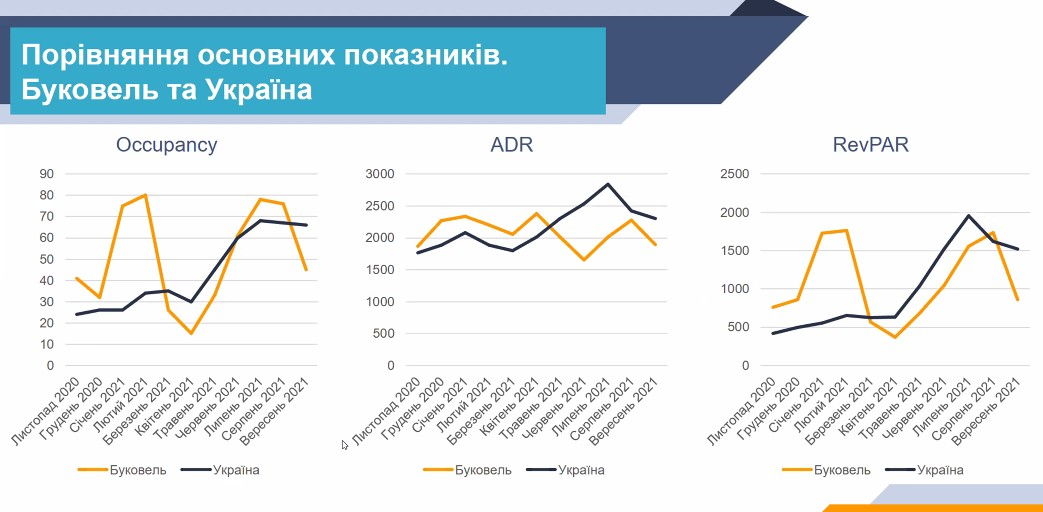 Порівняння основних показників.
Буковель та Україна
Occupancy
90
80
70
60
50
40
30
20
10
0
Листопад 2020
Грудень 2020
Січень 2021
Лютий 2021
Березень 2021
Квітень 2021
Травень 2021
Червень 2021
Липень 2021
Серпень 2021
Вересень 2021
Буковель Україна
ADR
3000
2500
2000
1500
1000
500
0
Листопад 2020
Грудень 2020
Січень 2021
Лютий 2021
Березень 2021
Квітень 2021
Травень 2021
Червень 2021
Липень 2021
Серпень 2021
Вересень 2021
Буковель Україна
RevPAR
2500
2000
1500
1000
500
0
Листопад 2020
Грудень 2020
Січень 2021
Лютий 2021
Березень 2021
Квітень 2021
Травень 2021
Червень 2021
Липень 2021
Серпень 2021
Вересень 2021
Буковель Україна